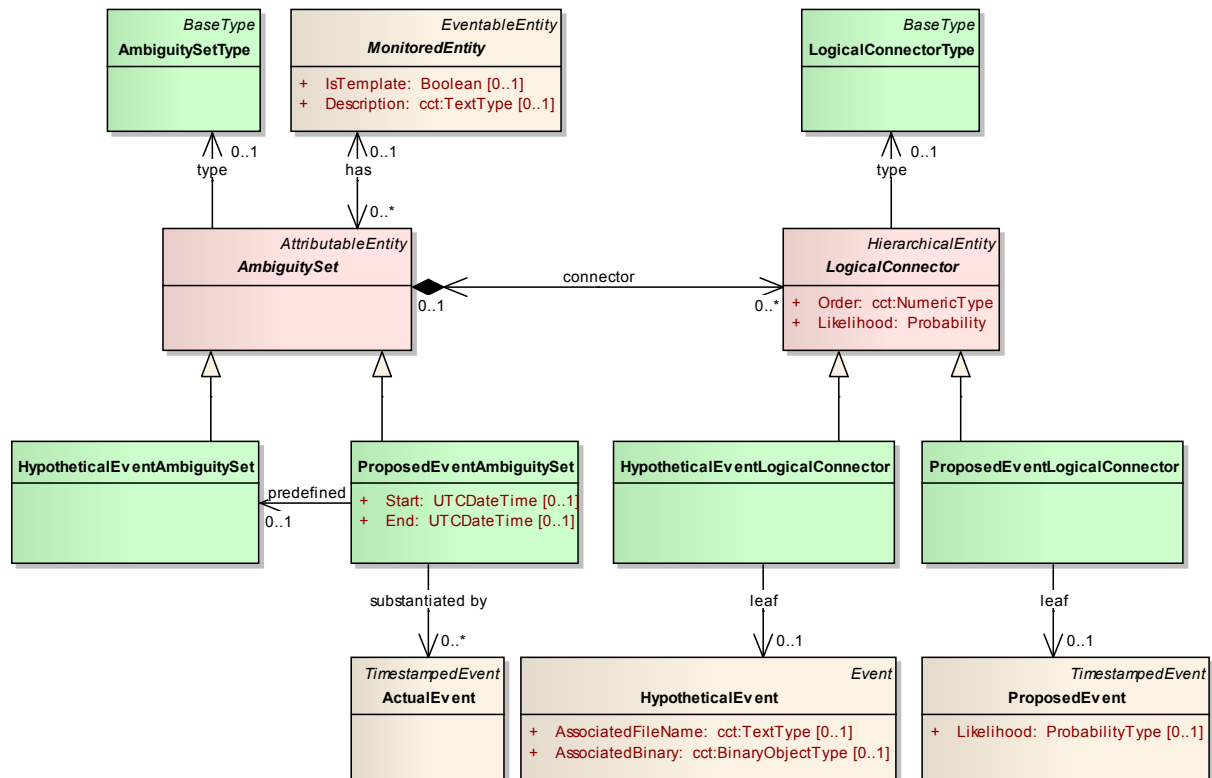 BaseType
AmbiguitySetType
EventableEntity
MonitoredEntity
+ IsTemplate: Boolean [0..1]
+ Description: cct:TextType [0..1]
BaseType
LogicalConnectorType
0..1
type
0..1
has
0..*
0..1
type
AttributableEntity
AmbiguitySet
connector
0..1
0..*
HierarchicalEntity
LogicalConnector
+ Order: cct:NumericType
+ Likelihood: Probability
HypotheticalEventAmbiguitySet
predefined
0..1
ProposedEventAmbiguitySet
+ Start: UTCDateTime [0..1]
+ End: UTCDateTime [0..1]
HypotheticalEventLogicalConnector
ProposedEventLogicalConnector
substantiated by
0..*
leaf
0..1
leaf
0..1
TimestampedEvent
ActualEvent
Event
HypotheticalEvent
+ AssociatedFileName: cct:TextType [0..1]
+ AssociatedBinary: cct:BinaryObjectType [0..1]
TimestampedEvent
ProposedEvent
+ Likelihood: ProbabilityType [0..1]